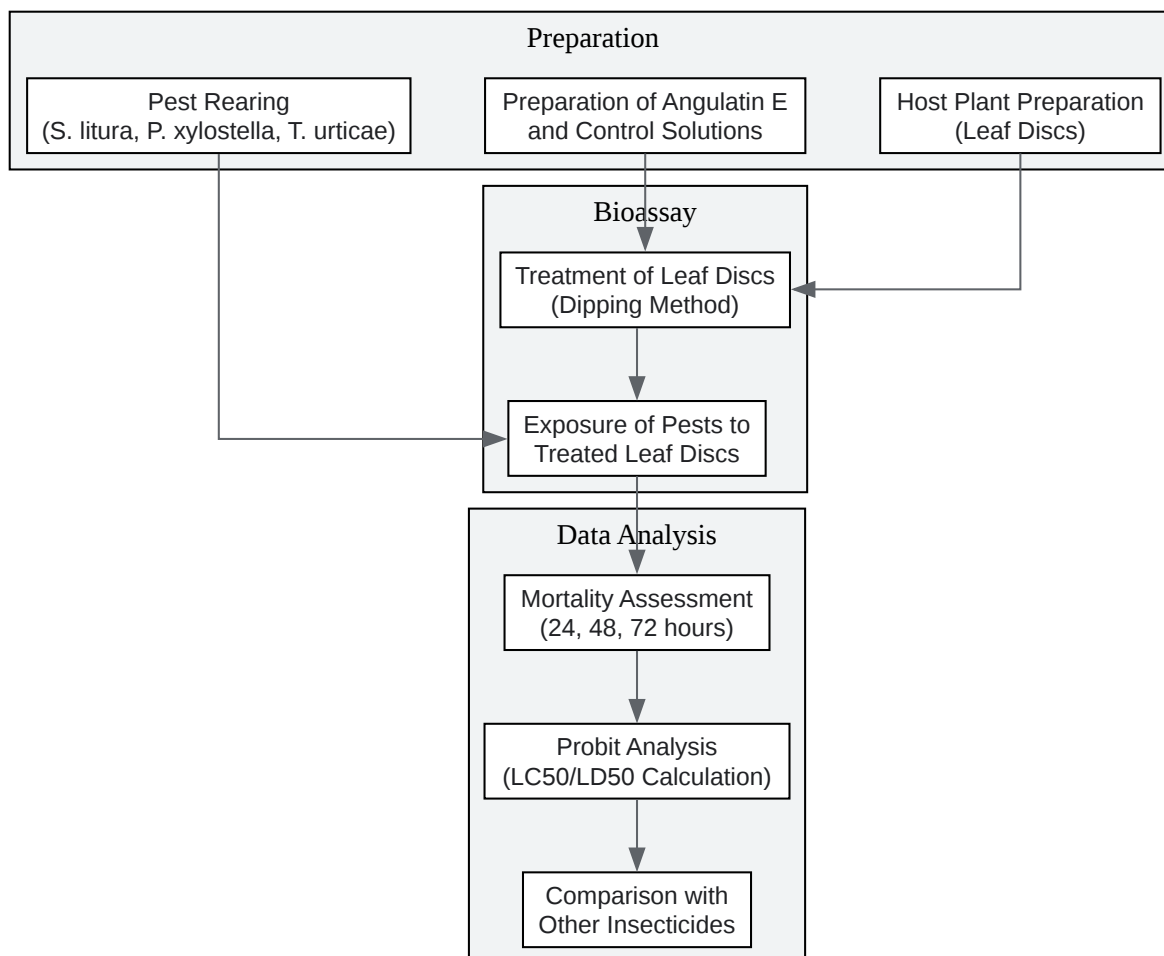 Preparation
Pest Rearing
(S. litura, P. xylostella, T. urticae)
Preparation of Angulatin E
and Control Solutions
Host Plant Preparation
(Leaf Discs)
Bioassay
Treatment of Leaf Discs
(Dipping Method)
Exposure of Pests to
Treated Leaf Discs
Data Analysis
Mortality Assessment
(24, 48, 72 hours)
Probit Analysis
(LC50/LD50 Calculation)
Comparison with
Other Insecticides